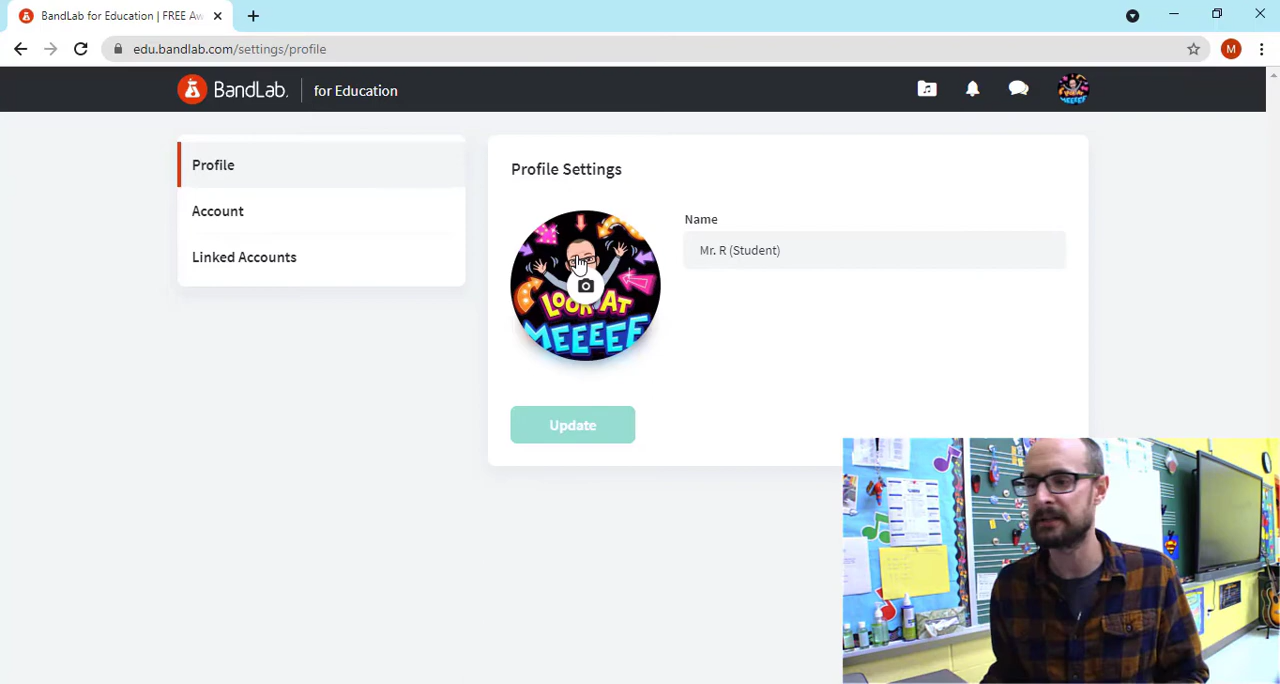 BandLab for Education | FREE Aw
edu.bandlab.com/settings/profile
M
BandLab. for Education
Profile
Account
Linked Accounts
Profile Settings
LOOK AT
MEEEEE
Name
Mr. R (Student)
Update